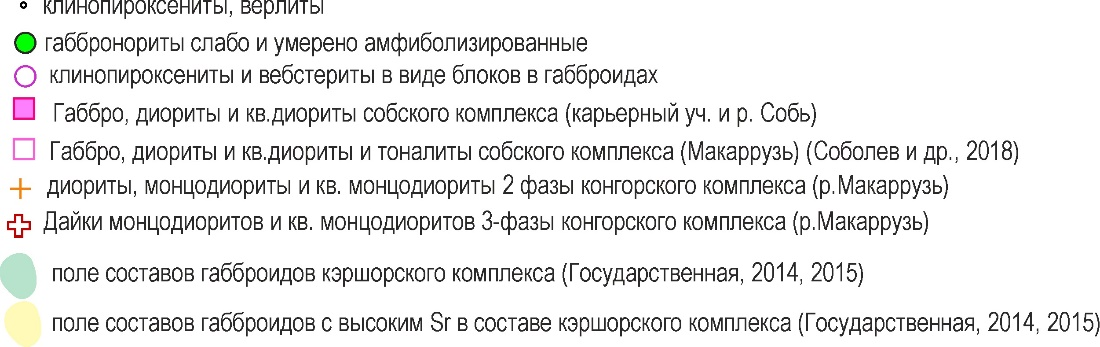 клинопироксениты, верлиты
габбронориты слабо и умерено амфиболизированные
клинопироксениты и вебстериты в виде блоков в габброидах
Габбро, диориты и кв.диориты собского комплекса (карьерный уч. и р. Собь)
Габбро, диориты и кв.диориты и тоналиты собского комплекса (Макаррузь) (Соболев и др., 2018)
диориты, монцодиориты и кв. монцодиориты 2 фазы конгорского комплекса (р.Макаррузь)
Дайки монцодиоритов и кв. монцодиоритов 3-фазы конгорского комплекса (р.Макаррузь)
поле составов габброидов кэршорского комплекса (Государственная, 2014, 2015)
поле составов габброидов с высоким Sr в составе кэршорского комплекса (Государственная, 2014, 2015)